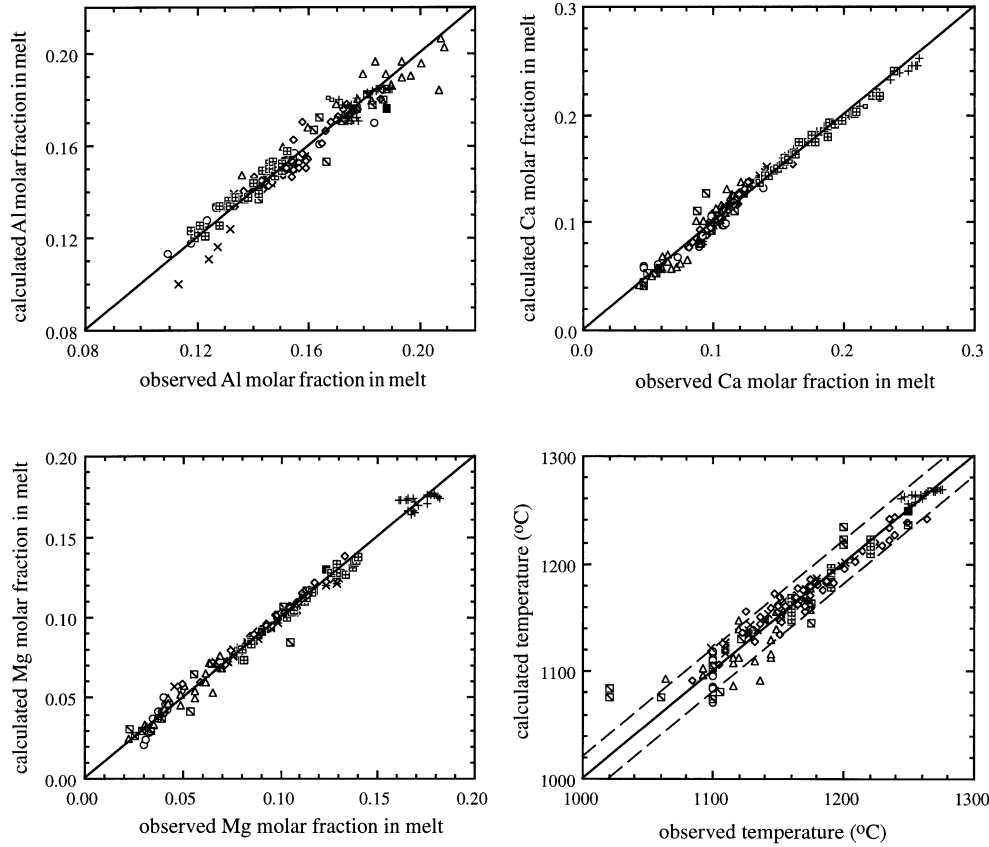 calculated Al molar fraction in melt
0.20
0.16
0.12
0.08
0.08 0.12 0.16 0.20
observed Al molar fraction in melt
calculated Ca molar fraction in melt
0.3
0.2
0.1
0.0
0.0 0.1 0.2 0.3
observed Ca molar fraction in melt
calculated Mg molar fraction in melt
0.20
0.15
0.10
0.05
0.00
0.00 0.05 0.10 0.15 0.20
observed Mg molar fraction in melt
calculated temperature (°C)
1300
1200
1100
1000
1000 1100 1200 1300
observed temperature (°C)